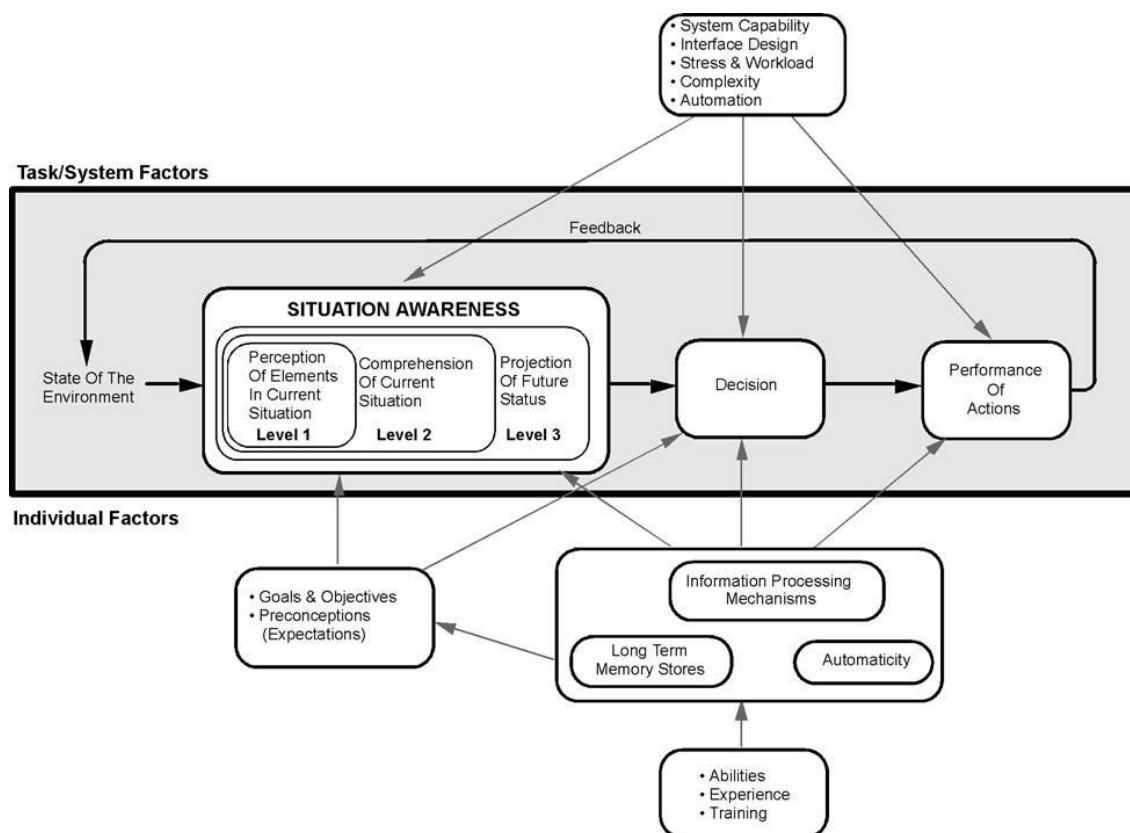 • System Capability
• Interface Design
• Stress & Workload
• Complexity
• Automation
Task/System Factors
Feedback
SITUATION AWARENESS
Perception
Of Elements
In Current
Situation
Level 1
Comprehension
Of Current
Situation
Level 2
Projection
Of Future
Status
Level 3
State Of The
Environment
Decision
Performance
Of
Actions
Individual Factors
• Goals & Objectives
• Preconceptions
(Expectations)
Information Processing
Mechanisms
Long Term
Memory Stores
Automaticity
• Abilities
• Experience
• Training